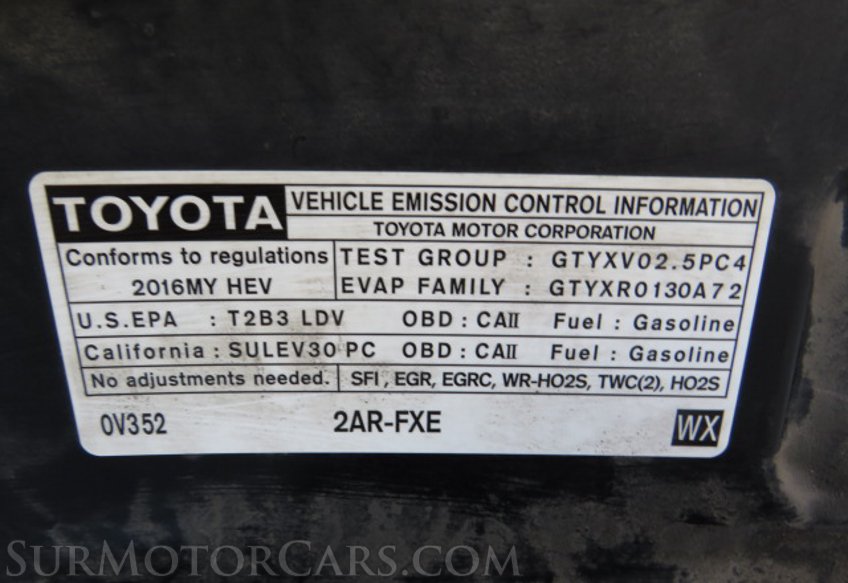 TOYOTA VEHICLE EMISSION CONTROL INFORMATION
TOYOTA MOTOR CORPORATION
Conforms to regulations TEST GROUP : GTYXV02.5PC4
2016MY HEV EVAP FAMILY : GTYXR0130A72
U.S.EPA : T2B3 LDV OBD : CAII Fuel : Gasoline
California : SULEV30 PC OBD : CAII Fuel : Gasoline
No adjustments needed. SFI , EGR, EGRC, WR-HO2S, TWC(2), HO2S
0V352 2AR-FXE WX
SurMotorCars.com